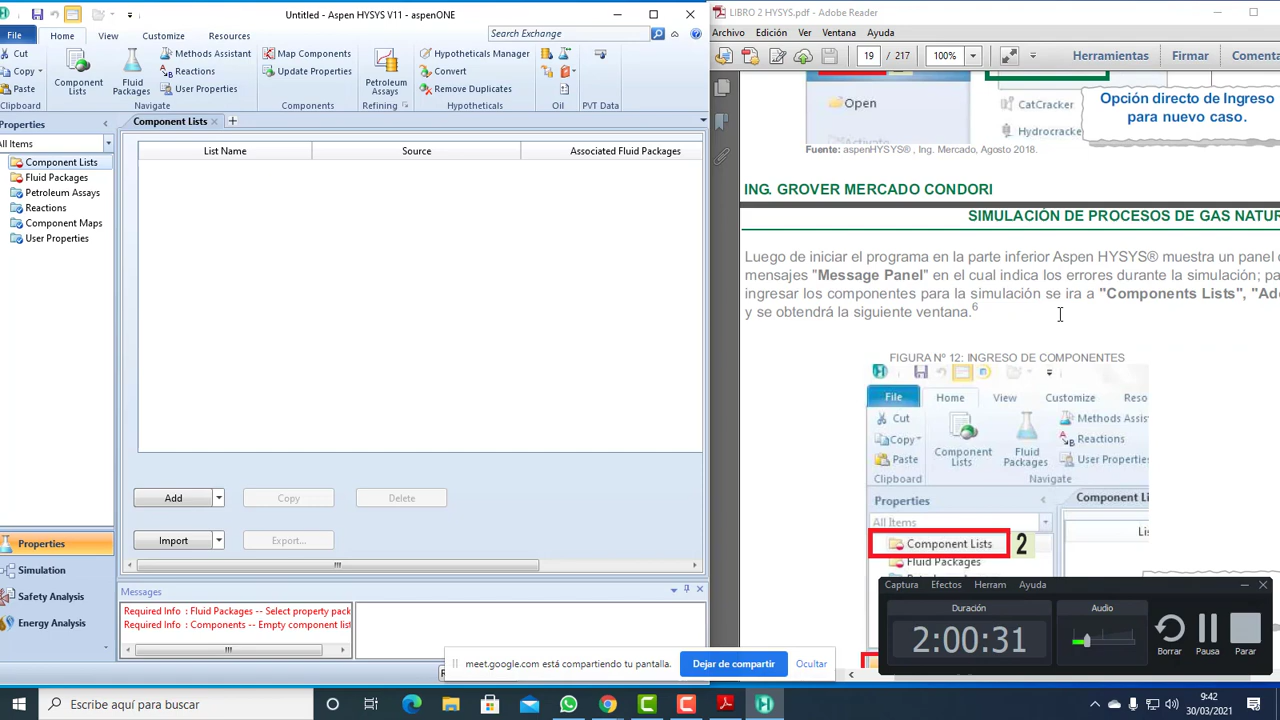 Untitled - Aspen HYSYS V11 - aspenONE
File
Home
View
Customize
Resources
Search Exchange
Cut
Copy
Paste
Clipboard
Component Lists
Fluid Packages
Methods Assistant
Reactions
User Properties
Navigate
Map Components
Update Properties
Components
Petroleum Assays
Refining
Hypotheticals Manager
Convert
Remove Duplicates
Hypotheticals
Oil
PVT Data
Properties
All Items
Component Lists
Fluid Packages
Petroleum Assays
Reactions
Component Maps
User Properties
Component Lists
List Name
Source
Associated Fluid Packages
Add
Copy
Delete
Import
Export...
Properties
Simulation
Safety Analysis
Energy Analysis
Messages
Required Info : Fluid Packages -- Select property pack
Required Info : Components -- Empty component list
LIBRO 2 HYSYS.pdf - Adobe Reader
Archivo Edición Ver Ventana Ayuda
19 / 217
100%
Herramientas
Firmar
Comenta
Open
Activate
CatCracker
Hydrocracke
Opción directo de Ingreso
para nuevo caso.
Fuente: aspenHYSYS® , Ing. Mercado, Agosto 2018.
ING. GROVER MERCADO CONDORI
SIMULACIÓN DE PROCESOS DE GAS NATUR
Luego de iniciar el programa en la parte inferior Aspen HYSYS® muestra un panel d
mensajes "Message Panel" en el cual indica los errores durante la simulación; pa
ingresar los componentes para la simulación se ira a "Components Lists", "Ad
y se obtendrá la siguiente ventana.6
FIGURA Nº 12: INGRESO DE COMPONENTES
File
Home
View
Customize
Reso
Cut
Copy
Paste
Clipboard
Component Lists
Fluid Packages
Methods Assis
Reactions
User Propertie
Navigate
Properties
All Items
Component Lists
2
Fluid Packages
Component Li
Lis
Captura Efectos Herram Ayuda
Duración
2:00:31
Audio
Borrar
Pausa
Parar
meet.google.com está compartiendo tu pantalla.
Dejar de compartir
Ocultar
Escribe aquí para buscar
9:42
30/03/2021